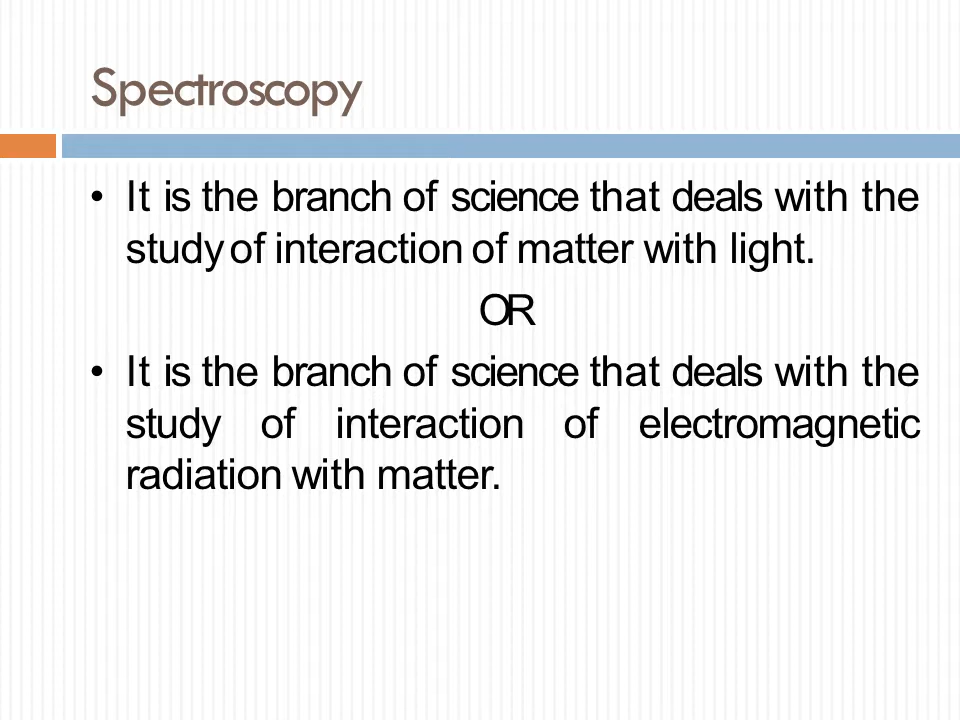 Spectroscopy
• It is the branch of science that deals with the
study of interaction of matter with light.
OR
• It is the branch of science that deals with the
study of interaction of electromagnetic
radiation with matter.